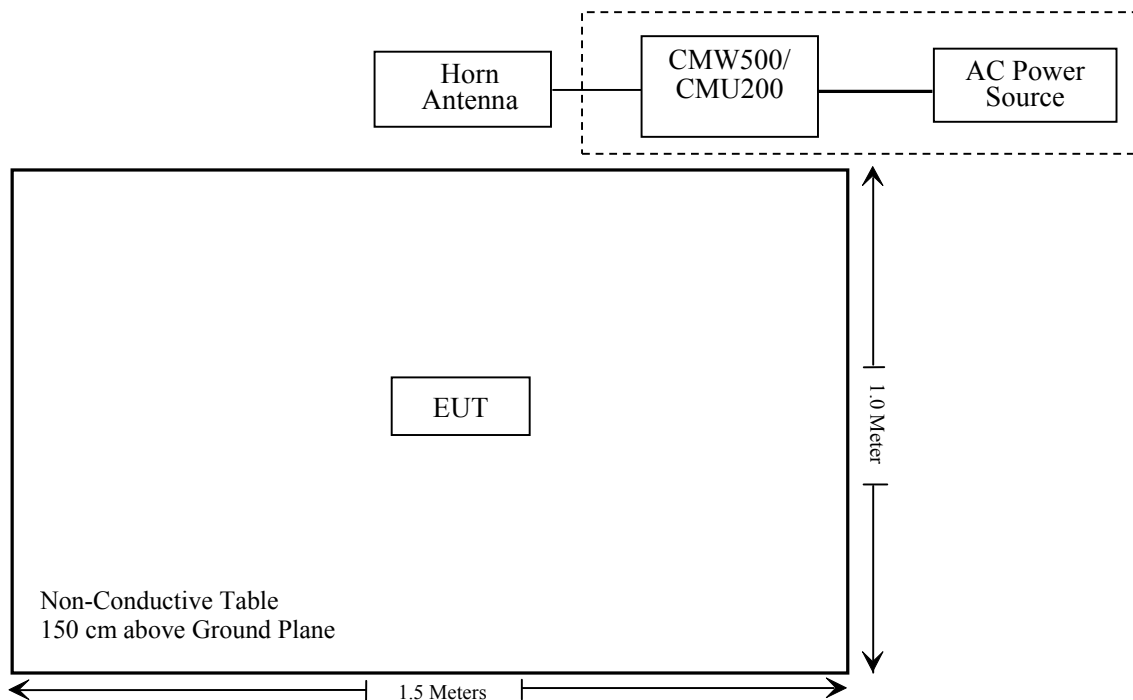 Horn
Antenna
CMW500/
CMU200
AC Power
Source
EUT
1.0 Meter
Non-Conductive Table
150 cm above Ground Plane
1.5 Meters